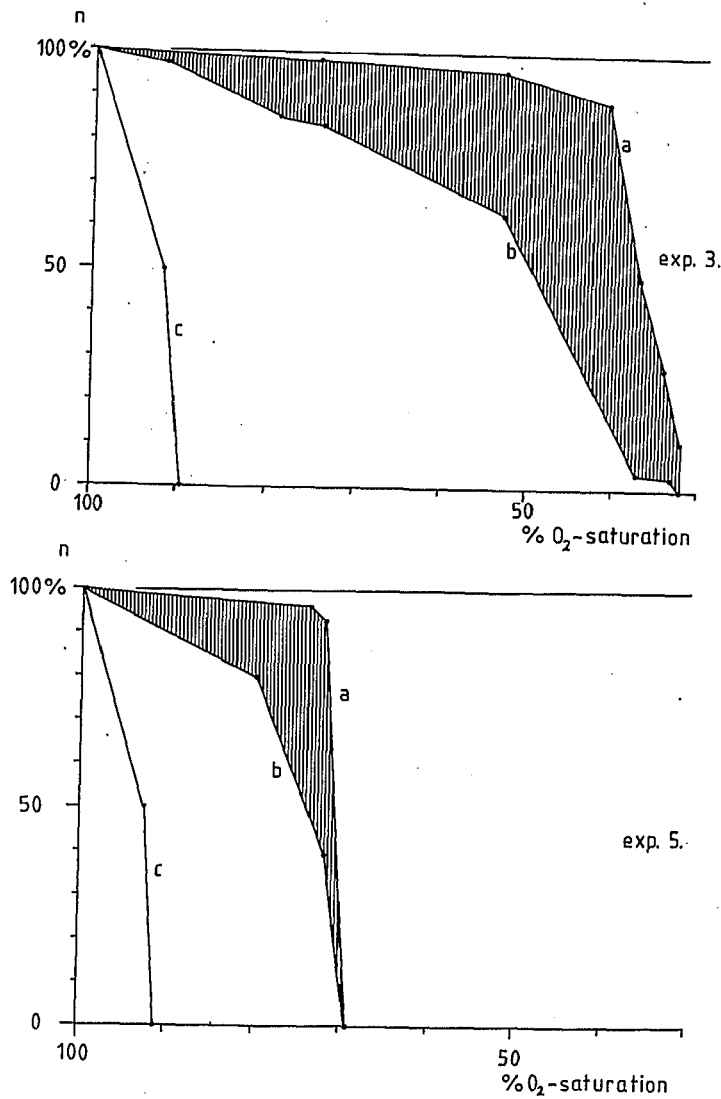 n
100%
a
b
exp. 3.
50
c
0
100
50
% O₂-saturation
n
100%
a
b
50
exp. 5.
c
0
100
50
% O₂-saturation